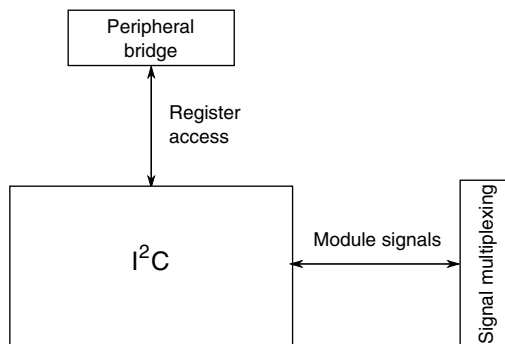 Peripheral
bridge
Register
access
I²C
Module signals
Signal multiplexing